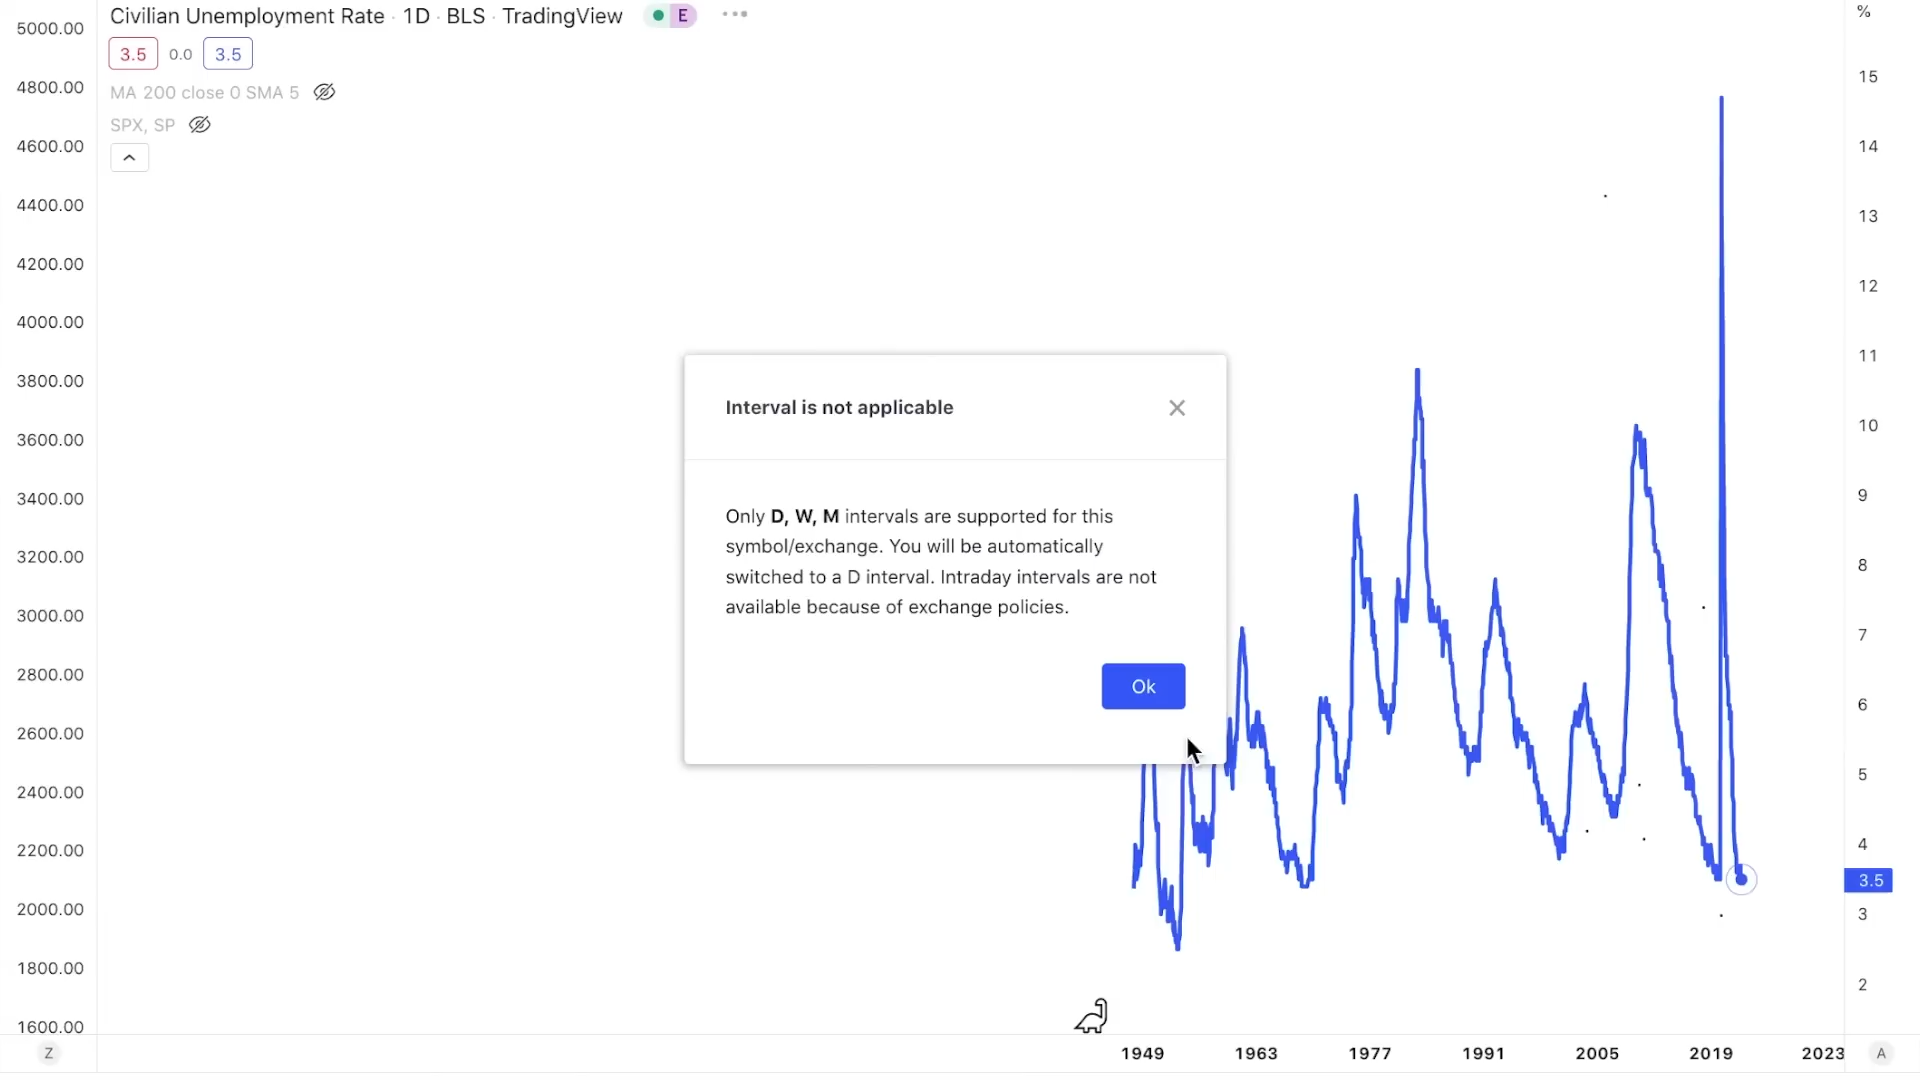 Civilian Unemployment Rate · 1D · BLS · TradingView E
3.5 0.0 3.5
MA 200 close 0 SMA 5
SPX, SP
5000.00
4800.00
4600.00
4400.00
4200.00
4000.00
3800.00
3600.00
3400.00
3200.00
3000.00
2800.00
2600.00
2400.00
2200.00
2000.00
1800.00
1600.00
Interval is not applicable
Only D, W, M intervals are supported for this
symbol/exchange. You will be automatically
switched to a D interval. Intraday intervals are not
available because of exchange policies.
Ok
%
15
14
13
12
11
10
9
8
7
6
5
4
3.5
3
2
Z
1949 1963 1977 1991 2005 2019 2023
A